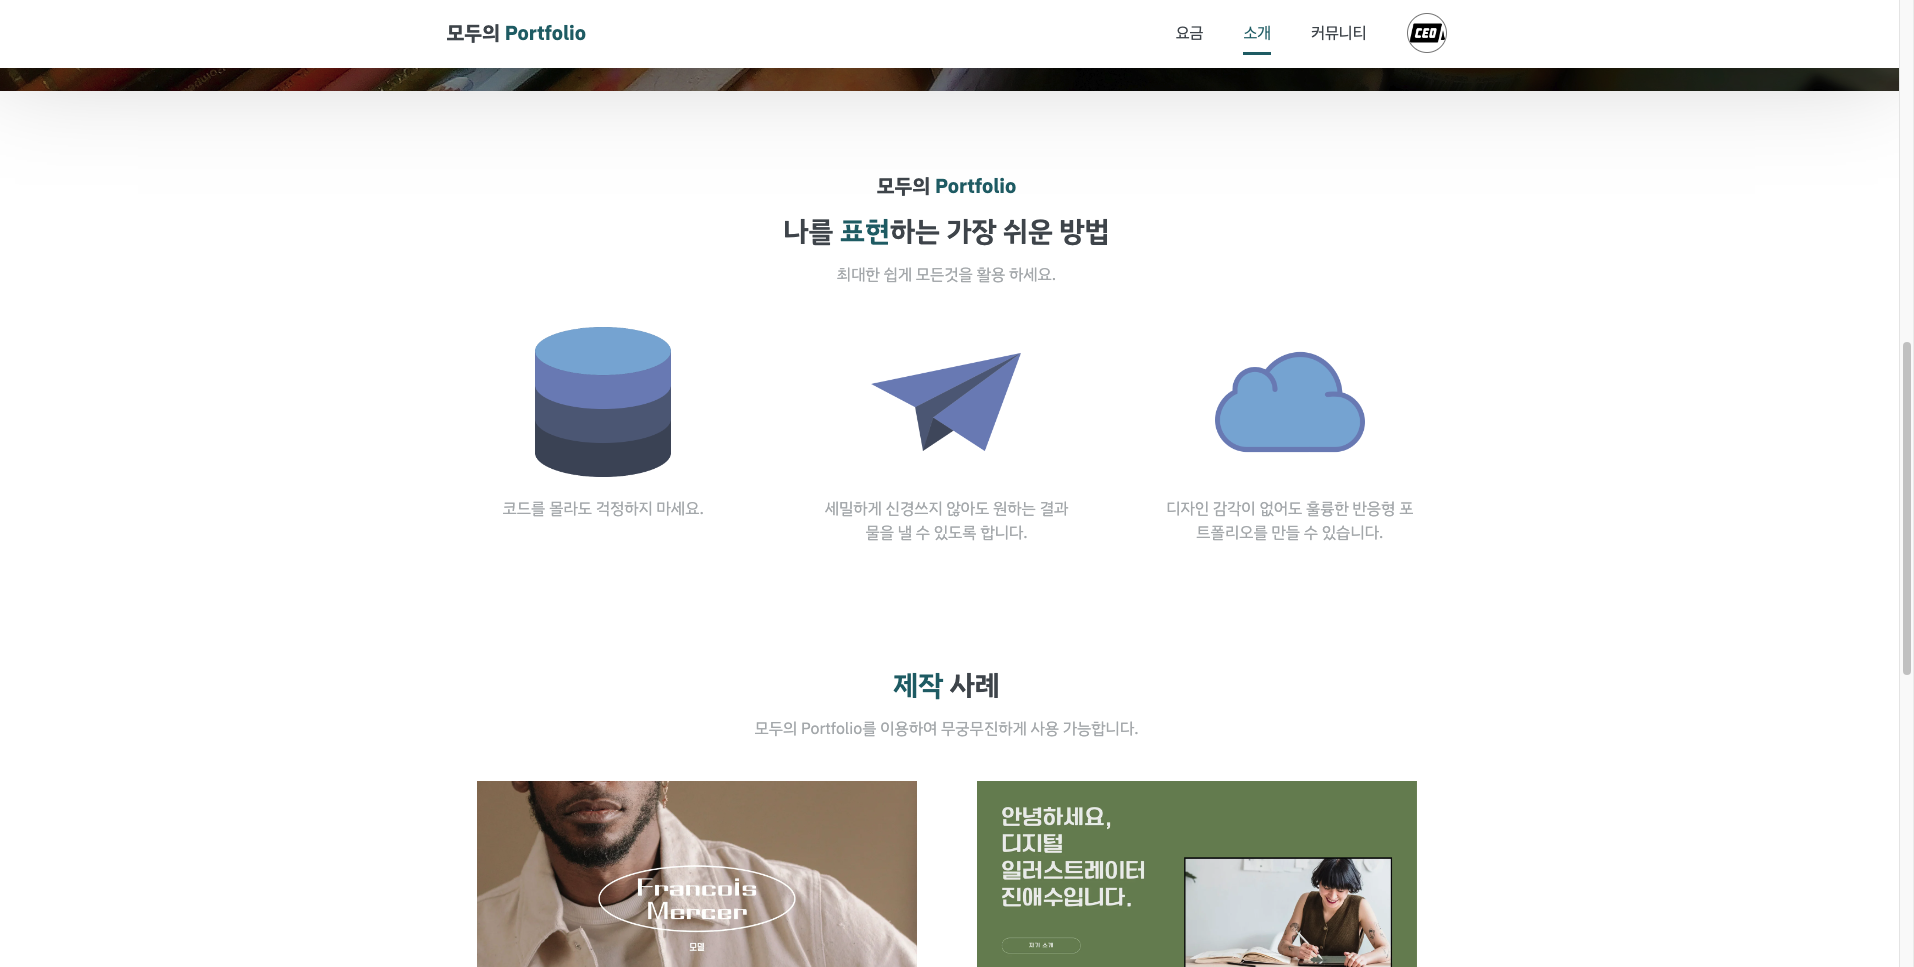 모두의 Portfolio
요금
소개
커뮤니티
CEO
모두의 Portfolio
나를 표현하는 가장 쉬운 방법
최대한 쉽게 모든것을 활용 하세요.
코드를 몰라도 걱정하지 마세요.
세밀하게 신경쓰지 않아도 원하는 결과
물을 낼 수 있도록 합니다.
디자인 감각이 없어도 훌륭한 반응형 포
트폴리오를 만들 수 있습니다.
제작 사례
모두의 Portfolio를 이용하여 무궁무진하게 사용 가능합니다.
Francois
Mercer
모델
안녕하세요,
디지털
일러스트레이터
진애수입니다.
자기 소개